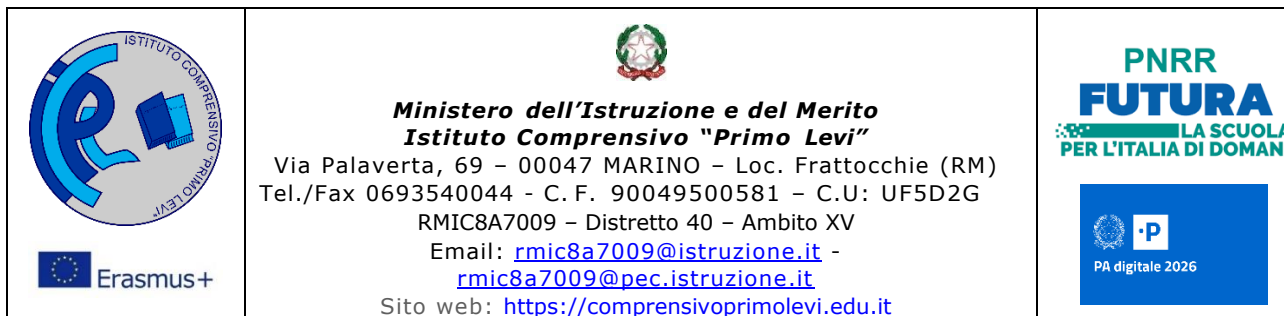 ISTITUTO COMPRENSIVO "PRIMO LEVI"
Erasmus+
Ministero dell'Istruzione e del Merito
Istituto Comprensivo "Primo Levi"
Via Palaverta, 69 – 00047 MARINO – Loc. Frattocchie (RM)
Tel./Fax 0693540044 - C. F. 90049500581 – C.U: UF5D2G
RMIC8A7009 – Distretto 40 – Ambito XV
Email: rmic8a7009@istruzione.it -
rmic8a7009@pec.istruzione.it
Sito web: https://comprensivoprimolevi.edu.it
PNRR
FUTURA
LA SCUOLA
PER L'ITALIA DI DOMAN
·P
PA digitale 2026